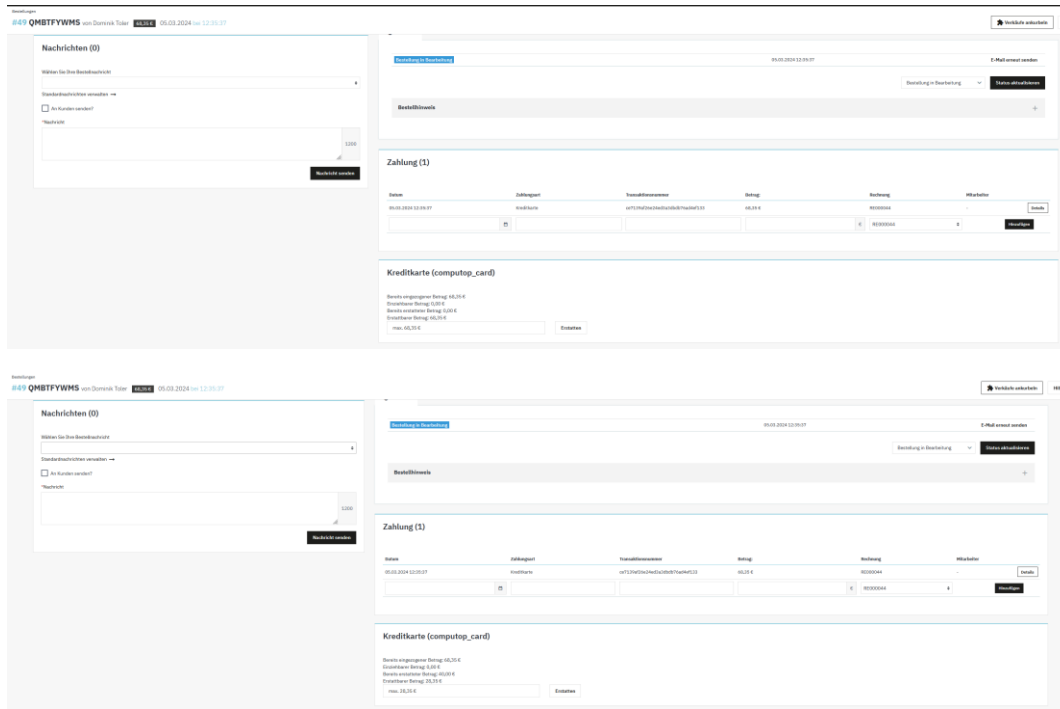 Bestellungen
#49 QMBTFYWMS von Dominik Toier 68,35 € 05.03.2024 bei 12:35:37
Verkäufe ankurbeln
Nachrichten (0)
Wählen Sie Ihre Bestellnachricht
Standardnachrichten verwalten →
An Kunden senden?
*Nachricht
1200
Nachricht senden
Bestellung in Bearbeitung 05.03.2024 12:35:37 E-Mail erneut senden
Bestellung in Bearbeitung Status aktualisieren
Bestellhinweis +
Zahlung (1)
Datum Zahlungsart Transaktionsnummer Betrag: Rechnung Mitarbeiter
05.03.2024 12:35:37 Kreditkarte 68,35 € RE000044 - Details
€ RE000044 Hinzufügen
Kreditkarte (computop_card)
Bereits eingezogener Betrag: 68,35 €
Einziehbarer Betrag: 0,00 €
Bereits erstatteter Betrag: 0,00 €
Erstattbarer Betrag: 68,35 €
max. 68,35 € Erstatten
Bestellungen
#49 QMBTFYWMS von Dominik Toier 68,35 € 05.03.2024 bei 12:35:37
Verkäufe ankurbeln
Nachrichten (0)
Wählen Sie Ihre Bestellnachricht
Standardnachrichten verwalten →
An Kunden senden?
*Nachricht
1200
Nachricht senden
Bestellung in Bearbeitung 05.03.2024 12:35:37 E-Mail erneut senden
Bestellung in Bearbeitung Status aktualisieren
Bestellhinweis +
Zahlung (1)
Datum Zahlungsart Transaktionsnummer Betrag: Rechnung Mitarbeiter
05.03.2024 12:35:37 Kreditkarte 68,35 € RE000044 - Details
€ RE000044 Hinzufügen
Kreditkarte (computop_card)
Bereits eingezogener Betrag: 68,35 €
Einziehbarer Betrag: 0,00 €
Bereits erstatteter Betrag: 40,00 €
Erstattbarer Betrag: 28,35 €
max. 28,35 € Erstatten